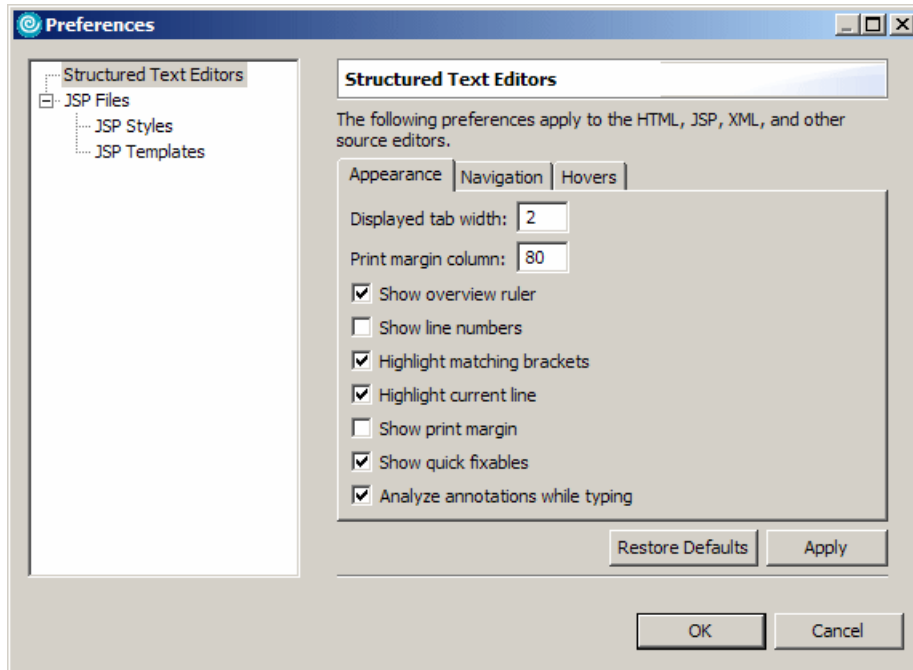 Preferences
Structured Text Editors
JSP Files
JSP Styles
JSP Templates
Structured Text Editors
The following preferences apply to the HTML, JSP, XML, and other
source editors.
Appearance Navigation Hovers
Displayed tab width: 2
Print margin column: 80
Show overview ruler
Show line numbers
Highlight matching brackets
Highlight current line
Show print margin
Show quick fixables
Analyze annotations while typing
Restore Defaults Apply
OK Cancel